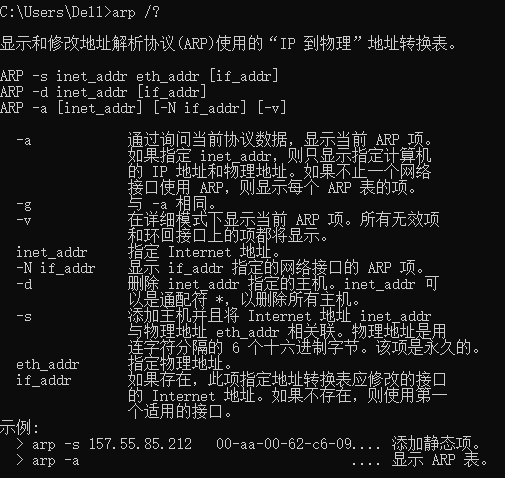 C:\Users\Dell>arp /?
显示和修改地址解析协议(ARP)使用的“IP 到物理”地址转换表。
ARP -s inet_addr eth_addr [if_addr]
ARP -d inet_addr [if_addr]
ARP -a [inet_addr] [-N if_addr] [-v]
-a 通过询问当前协议数据，显示当前 ARP 项。
如果指定 inet_addr，则只显示指定计算机
的 IP 地址和物理地址。如果不止一个网络
接口使用 ARP，则显示每个 ARP 表的项。
-g 与 -a 相同。
-v 在详细模式下显示当前 ARP 项。所有无效项
和环回接口上的项都将显示。
inet_addr 指定 Internet 地址。
-N if_addr 显示 if_addr 指定的网络接口的 ARP 项。
-d 删除 inet_addr 指定的主机。inet_addr 可
以是通配符 *，以删除所有主机。
-s 添加主机并且将 Internet 地址 inet_addr
与物理地址 eth_addr 相关联。物理地址是用
连字符分隔的 6 个十六进制字节。该项是永久的。
eth_addr 指定物理地址。
if_addr 如果存在，此项指定地址转换表应修改的接口
的 Internet 地址。如果不存在，则使用第一
个适用的接口。
示例:
> arp -s 157.55.85.212 00-aa-00-62-c6-09.... 添加静态项。
> arp -a .... 显示 ARP 表。